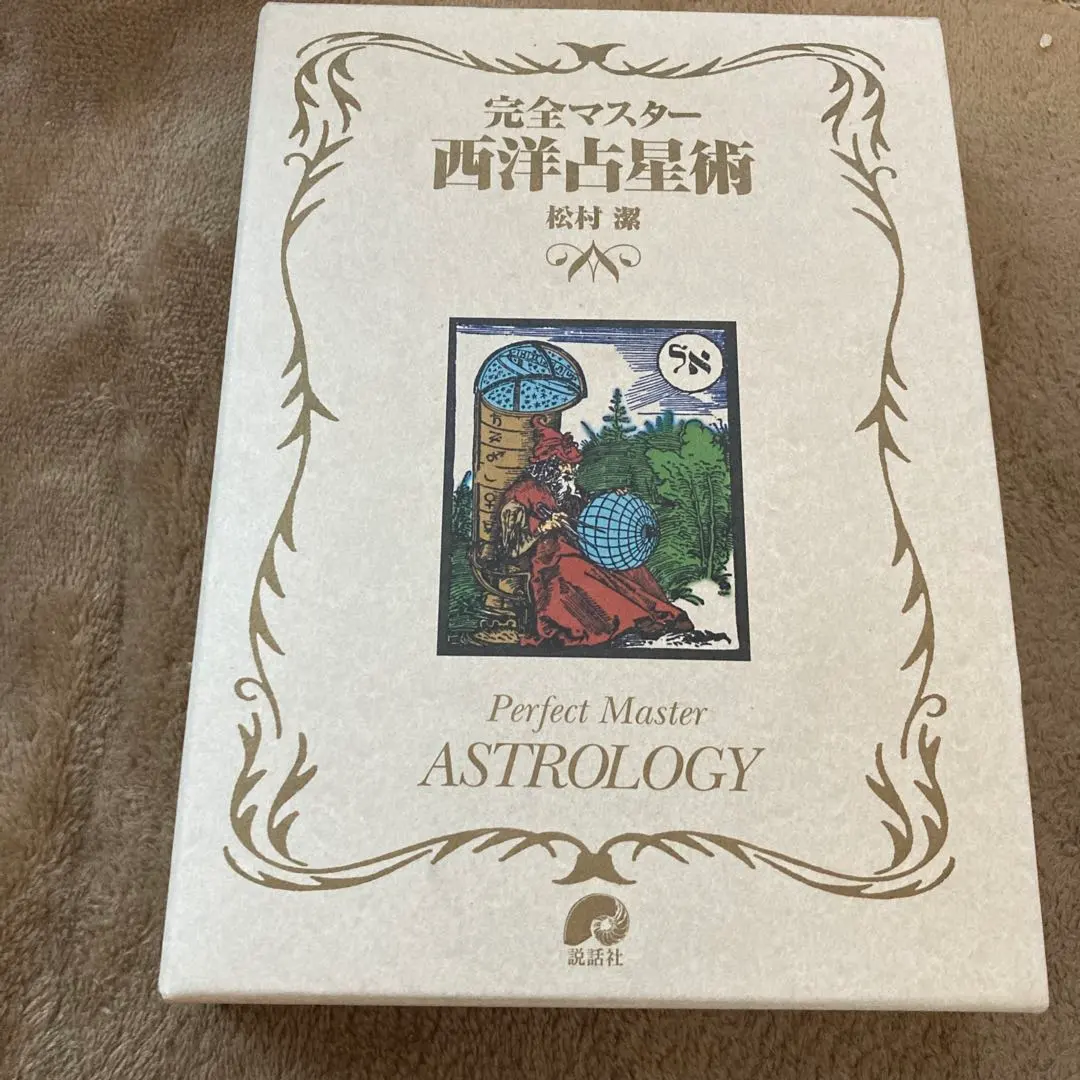 完全マスター
西洋占星術
松村 潔
Perfect Master
ASTROLOGY
説話社